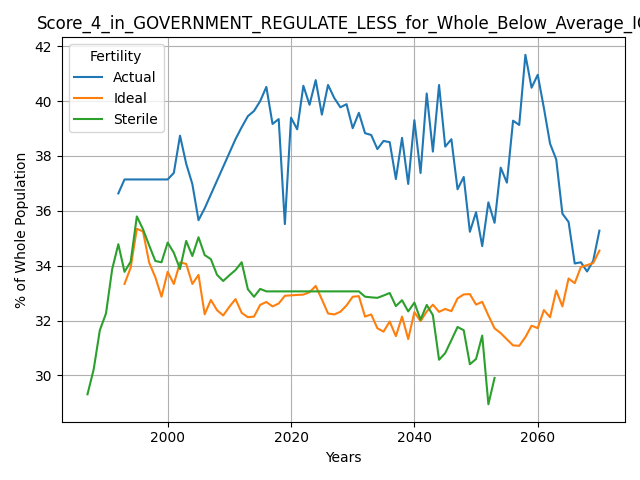 Score_4_in_GOVERNMENT_REGULATE_LESS_for_Whole_Below_Average_I
Fertility
Actual
Ideal
Sterile
% of Whole Population
42
40
38
36
34
32
30
2000 2020 2040 2060
Years